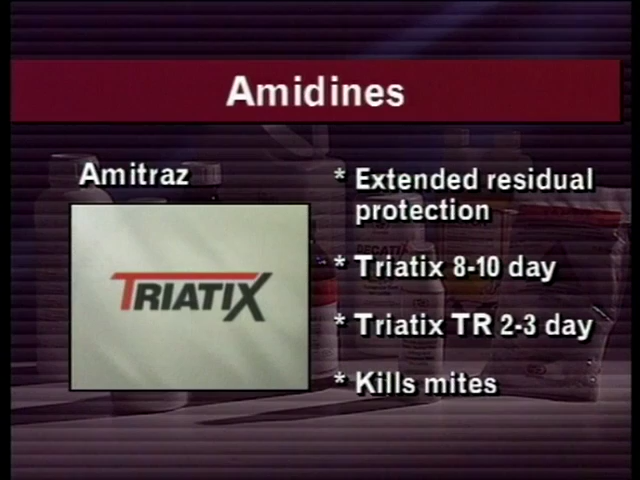 Amidines
Amitraz
TRIATIX
* Extended residual
protection
* Triatix 8-10 day
* Triatix TR 2-3 day
* Kills mites